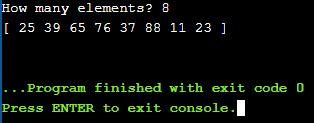 How many elements? 8
[ 25 39 65 76 37 88 11 23 ]
...Program finished with exit code 0
Press ENTER to exit console.